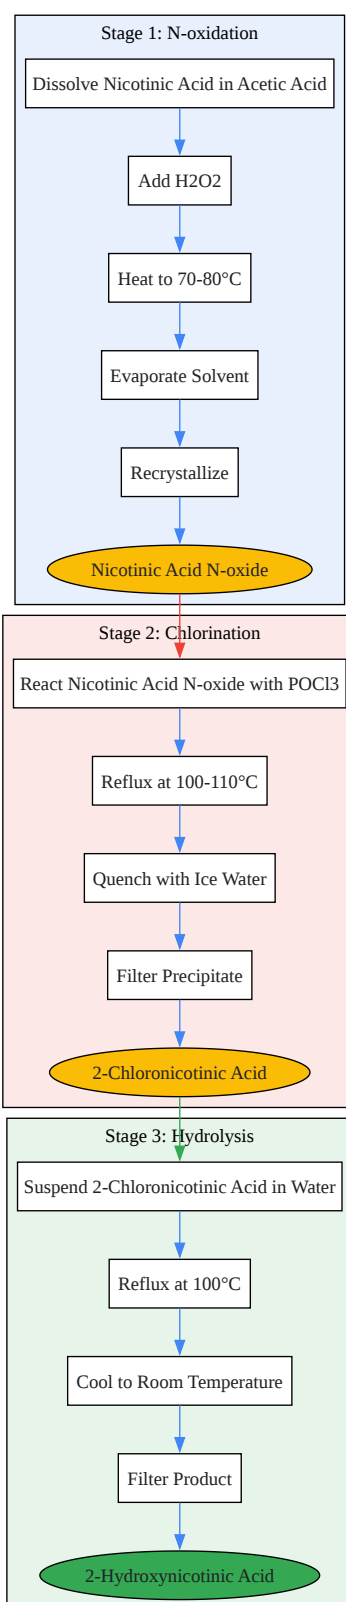 Stage 1: N-oxidation
Dissolve Nicotinic Acid in Acetic Acid
Add H2O2
Heat to 70-80°C
Evaporate Solvent
Recrystallize
Nicotinic Acid N-oxide
Stage 2: Chlorination
React Nicotinic Acid N-oxide with POCl3
Reflux at 100-110°C
Quench with Ice Water
Filter Precipitate
2-Chloronicotinic Acid
Stage 3: Hydrolysis
Suspend 2-Chloronicotinic Acid in Water
Reflux at 100°C
Cool to Room Temperature
Filter Product
2-Hydroxynicotinic Acid